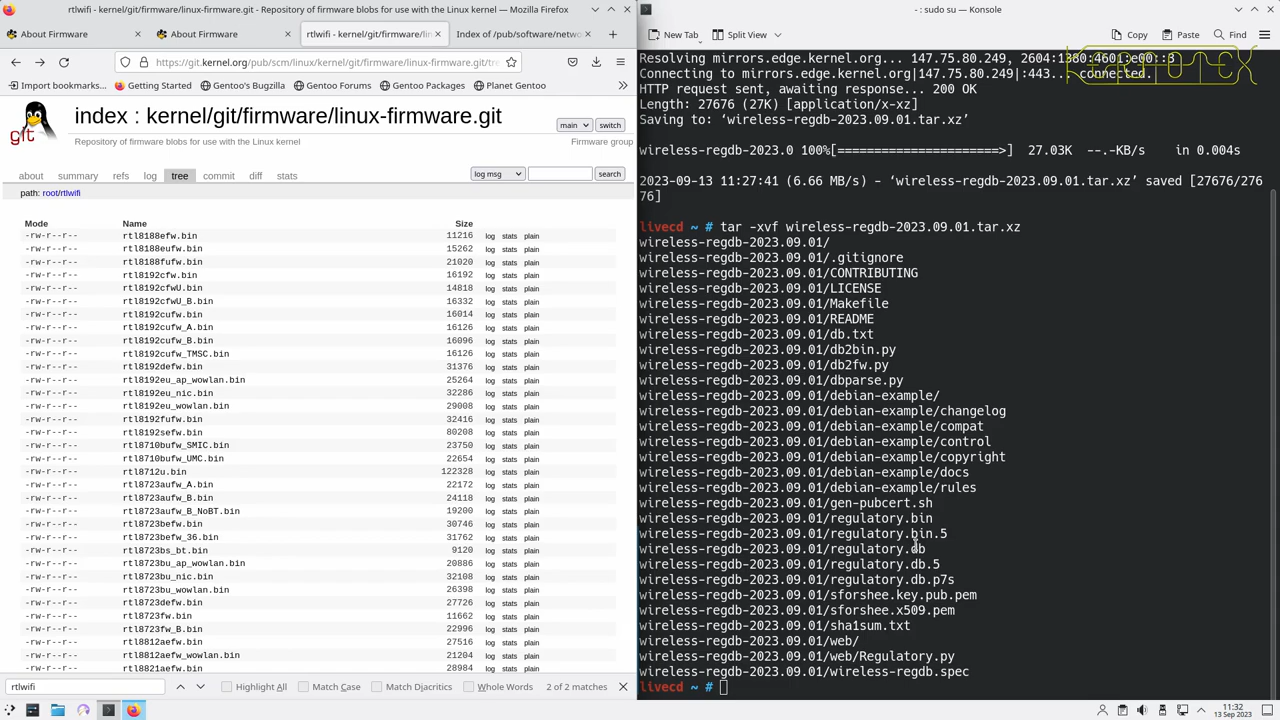 rtlwifi - kernel/git/firmware/linux-firmware.git - Repository of firmware blobs for use with the Linux kernel — Mozilla Firefox
About Firmware
About Firmware
rtlwifi - kernel/git/firmware/lin
Index of /pub/software/netwo
https://git.kernel.org/pub/scm/linux/kernel/git/firmware/linux-firmware.git/tre
Import bookmarks...
Getting Started
Gentoo's Bugzilla
Gentoo Forums
Gentoo Packages
Planet Gentoo
index : kernel/git/firmware/linux-firmware.git
main
switch
Repository of firmware blobs for use with the Linux kernel
Firmware group
about summary refs log tree commit diff stats
log msg
search
path: root/rtlwifi
Mode Name Size
-rw-r--r-- rtl8188efw.bin 11216 log stats plain
-rw-r--r-- rtl8188eufw.bin 15262 log stats plain
-rw-r--r-- rtl8188fufw.bin 21020 log stats plain
-rw-r--r-- rtl8192cfw.bin 16192 log stats plain
-rw-r--r-- rtl8192cfwU.bin 14818 log stats plain
-rw-r--r-- rtl8192cfwU_B.bin 16332 log stats plain
-rw-r--r-- rtl8192cufw.bin 16014 log stats plain
-rw-r--r-- rtl8192cufw_A.bin 16126 log stats plain
-rw-r--r-- rtl8192cufw_B.bin 16096 log stats plain
-rw-r--r-- rtl8192cufw_TMSC.bin 16126 log stats plain
-rw-r--r-- rtl8192defw.bin 31376 log stats plain
-rw-r--r-- rtl8192eu_ap_wowlan.bin 25264 log stats plain
-rw-r--r-- rtl8192eu_nic.bin 32286 log stats plain
-rw-r--r-- rtl8192eu_wowlan.bin 29008 log stats plain
-rw-r--r-- rtl8192fufw.bin 32416 log stats plain
-rw-r--r-- rtl8192sefw.bin 80208 log stats plain
-rw-r--r-- rtl8710bufw_SMIC.bin 23750 log stats plain
-rw-r--r-- rtl8710bufw_UMC.bin 22654 log stats plain
-rw-r--r-- rtl8712u.bin 122328 log stats plain
-rw-r--r-- rtl8723aufw_A.bin 22172 log stats plain
-rw-r--r-- rtl8723aufw_B.bin 24118 log stats plain
-rw-r--r-- rtl8723aufw_B_NoBT.bin 19200 log stats plain
-rw-r--r-- rtl8723befw.bin 30746 log stats plain
-rw-r--r-- rtl8723befw_36.bin 31762 log stats plain
-rw-r--r-- rtl8723bs_bt.bin 9120 log stats plain
-rw-r--r-- rtl8723bu_ap_wowlan.bin 20886 log stats plain
-rw-r--r-- rtl8723bu_nic.bin 32108 log stats plain
-rw-r--r-- rtl8723bu_wowlan.bin 26398 log stats plain
-rw-r--r-- rtl8723defw.bin 27726 log stats plain
-rw-r--r-- rtl8723fw.bin 11662 log stats plain
-rw-r--r-- rtl8723fw_B.bin 22996 log stats plain
-rw-r--r-- rtl8812aefw.bin 27516 log stats plain
-rw-r--r-- rtl8812aefw_wowlan.bin 21204 log stats plain
-rw-r--r-- rtl8821aefw.bin 28984 log stats plain
rtlwifi
Highlight All
Match Case
Match Diacritics
Whole Words
2 of 2 matches
- : sudo su — Konsole
New Tab
Split View
Copy
Paste
Find
Resolving mirrors.edge.kernel.org... 147.75.80.249, 2604:1380:4601:e00::3
Connecting to mirrors.edge.kernel.org|147.75.80.249|:443... connected.
HTTP request sent, awaiting response... 200 OK
Length: 27676 (27K) [application/x-xz]
Saving to: ‘wireless-regdb-2023.09.01.tar.xz’
wireless-regdb-2023.0 100%[======================>] 27.03K --.-KB/s in 0.004s
2023-09-13 11:27:41 (6.66 MB/s) - ‘wireless-regdb-2023.09.01.tar.xz’ saved [27676/276
76]
livecd ~ # tar -xvf wireless-regdb-2023.09.01.tar.xz
wireless-regdb-2023.09.01/
wireless-regdb-2023.09.01/.gitignore
wireless-regdb-2023.09.01/CONTRIBUTING
wireless-regdb-2023.09.01/LICENSE
wireless-regdb-2023.09.01/Makefile
wireless-regdb-2023.09.01/README
wireless-regdb-2023.09.01/db.txt
wireless-regdb-2023.09.01/db2bin.py
wireless-regdb-2023.09.01/db2fw.py
wireless-regdb-2023.09.01/dbparse.py
wireless-regdb-2023.09.01/debian-example/
wireless-regdb-2023.09.01/debian-example/changelog
wireless-regdb-2023.09.01/debian-example/compat
wireless-regdb-2023.09.01/debian-example/control
wireless-regdb-2023.09.01/debian-example/copyright
wireless-regdb-2023.09.01/debian-example/docs
wireless-regdb-2023.09.01/debian-example/rules
wireless-regdb-2023.09.01/gen-pubcert.sh
wireless-regdb-2023.09.01/regulatory.bin
wireless-regdb-2023.09.01/regulatory.bin.5
wireless-regdb-2023.09.01/regulatory.db
wireless-regdb-2023.09.01/regulatory.db.5
wireless-regdb-2023.09.01/regulatory.db.p7s
wireless-regdb-2023.09.01/sforshee.key.pub.pem
wireless-regdb-2023.09.01/sforshee.x509.pem
wireless-regdb-2023.09.01/sha1sum.txt
wireless-regdb-2023.09.01/web/
wireless-regdb-2023.09.01/web/Regulatory.py
wireless-regdb-2023.09.01/wireless-regdb.spec
livecd ~ #
11:32
13 Sep 2023